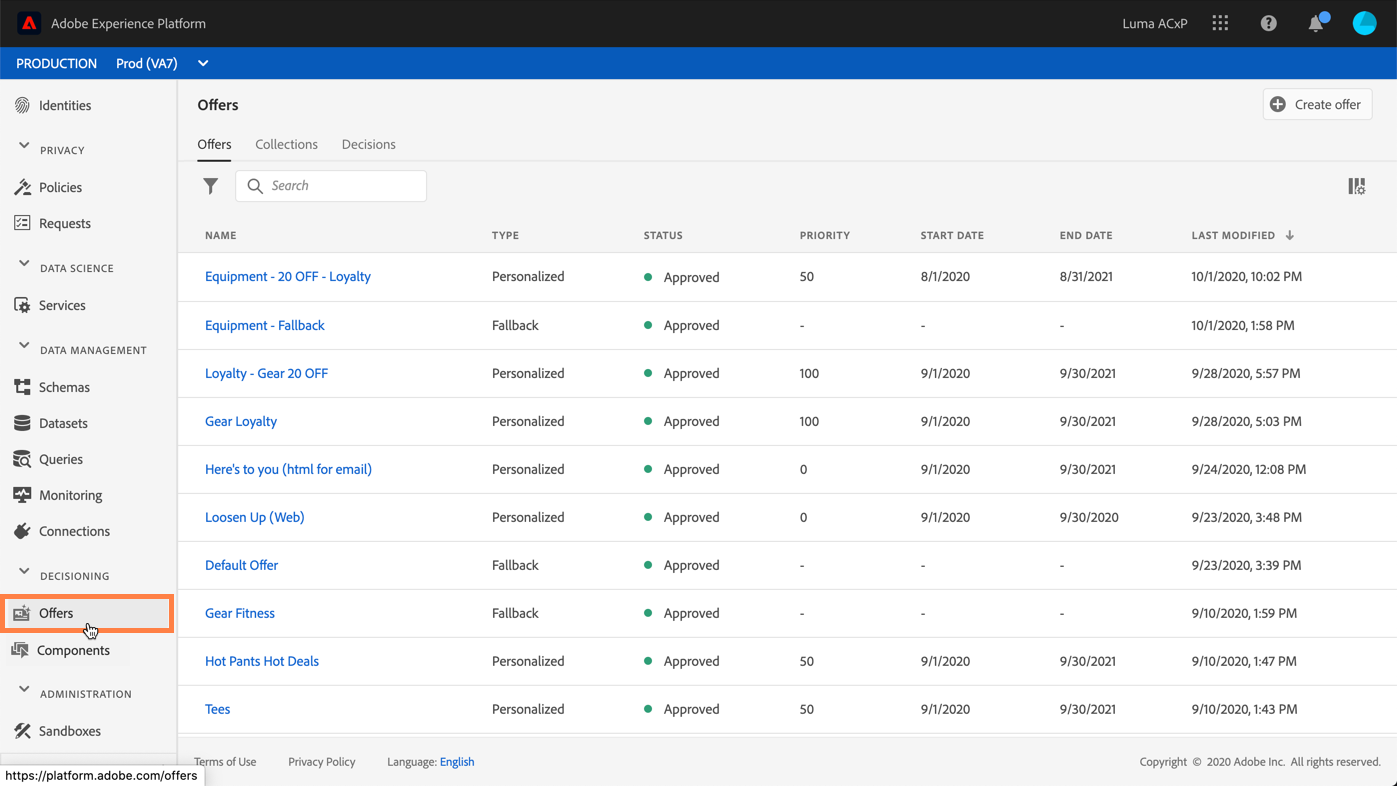 Adobe Experience Platform
Luma ACxP
PRODUCTION Prod (VA7)
Identities
PRIVACY
Policies
Requests
DATA SCIENCE
Services
DATA MANAGEMENT
Schemas
Datasets
Queries
Monitoring
Connections
DECISIONING
Offers
Components
ADMINISTRATION
Sandboxes
https://platform.adobe.com/offers
Offers
Create offer
Offers Collections Decisions
Search
NAME TYPE STATUS PRIORITY START DATE END DATE LAST MODIFIED
Equipment - 20 OFF - Loyalty Personalized Approved 50 8/1/2020 8/31/2021 10/1/2020, 10:02 PM
Equipment - Fallback Fallback Approved - - - 10/1/2020, 1:58 PM
Loyalty - Gear 20 OFF Personalized Approved 100 9/1/2020 9/30/2021 9/28/2020, 5:57 PM
Gear Loyalty Personalized Approved 100 9/1/2020 9/30/2021 9/28/2020, 5:03 PM
Here's to you (html for email) Personalized Approved 0 9/1/2020 9/30/2021 9/24/2020, 12:08 PM
Loosen Up (Web) Personalized Approved 0 9/1/2020 9/30/2020 9/23/2020, 3:48 PM
Default Offer Fallback Approved - - - 9/23/2020, 3:39 PM
Gear Fitness Fallback Approved - - - 9/10/2020, 1:59 PM
Hot Pants Hot Deals Personalized Approved 50 9/1/2020 9/30/2021 9/10/2020, 1:47 PM
Tees Personalized Approved 50 9/1/2020 9/30/2021 9/10/2020, 1:43 PM
Terms of Use Privacy Policy Language: English Copyright © 2020 Adobe Inc. All rights reserved.